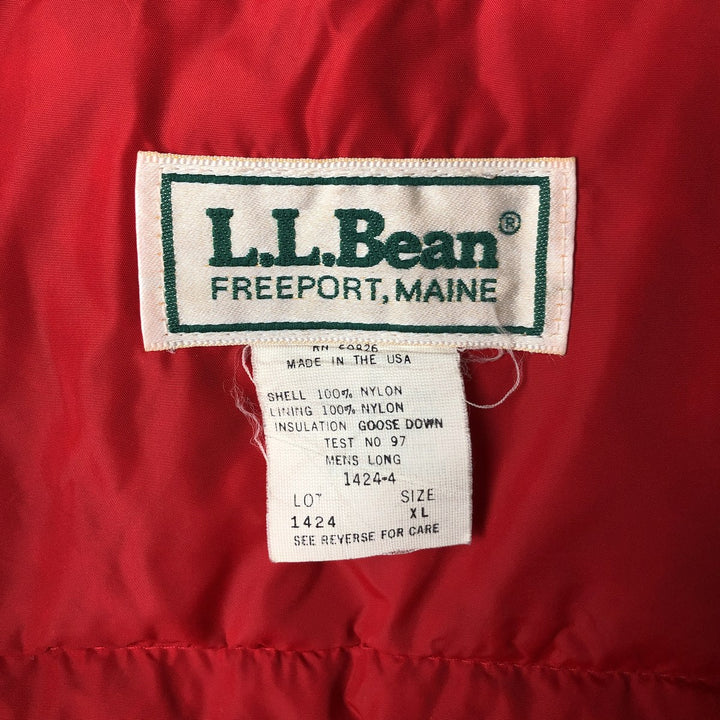 L.L.Bean®
FREEPORT, MAINE
MADE IN THE USA
SHELL 100% NYLON
LINING 100% NYLON
INSULATION GOOSE DOWN
TEST NO 97
MENS LONG
1424-4
LOT SIZE
1424 XL
SEE REVERSE FOR CARE